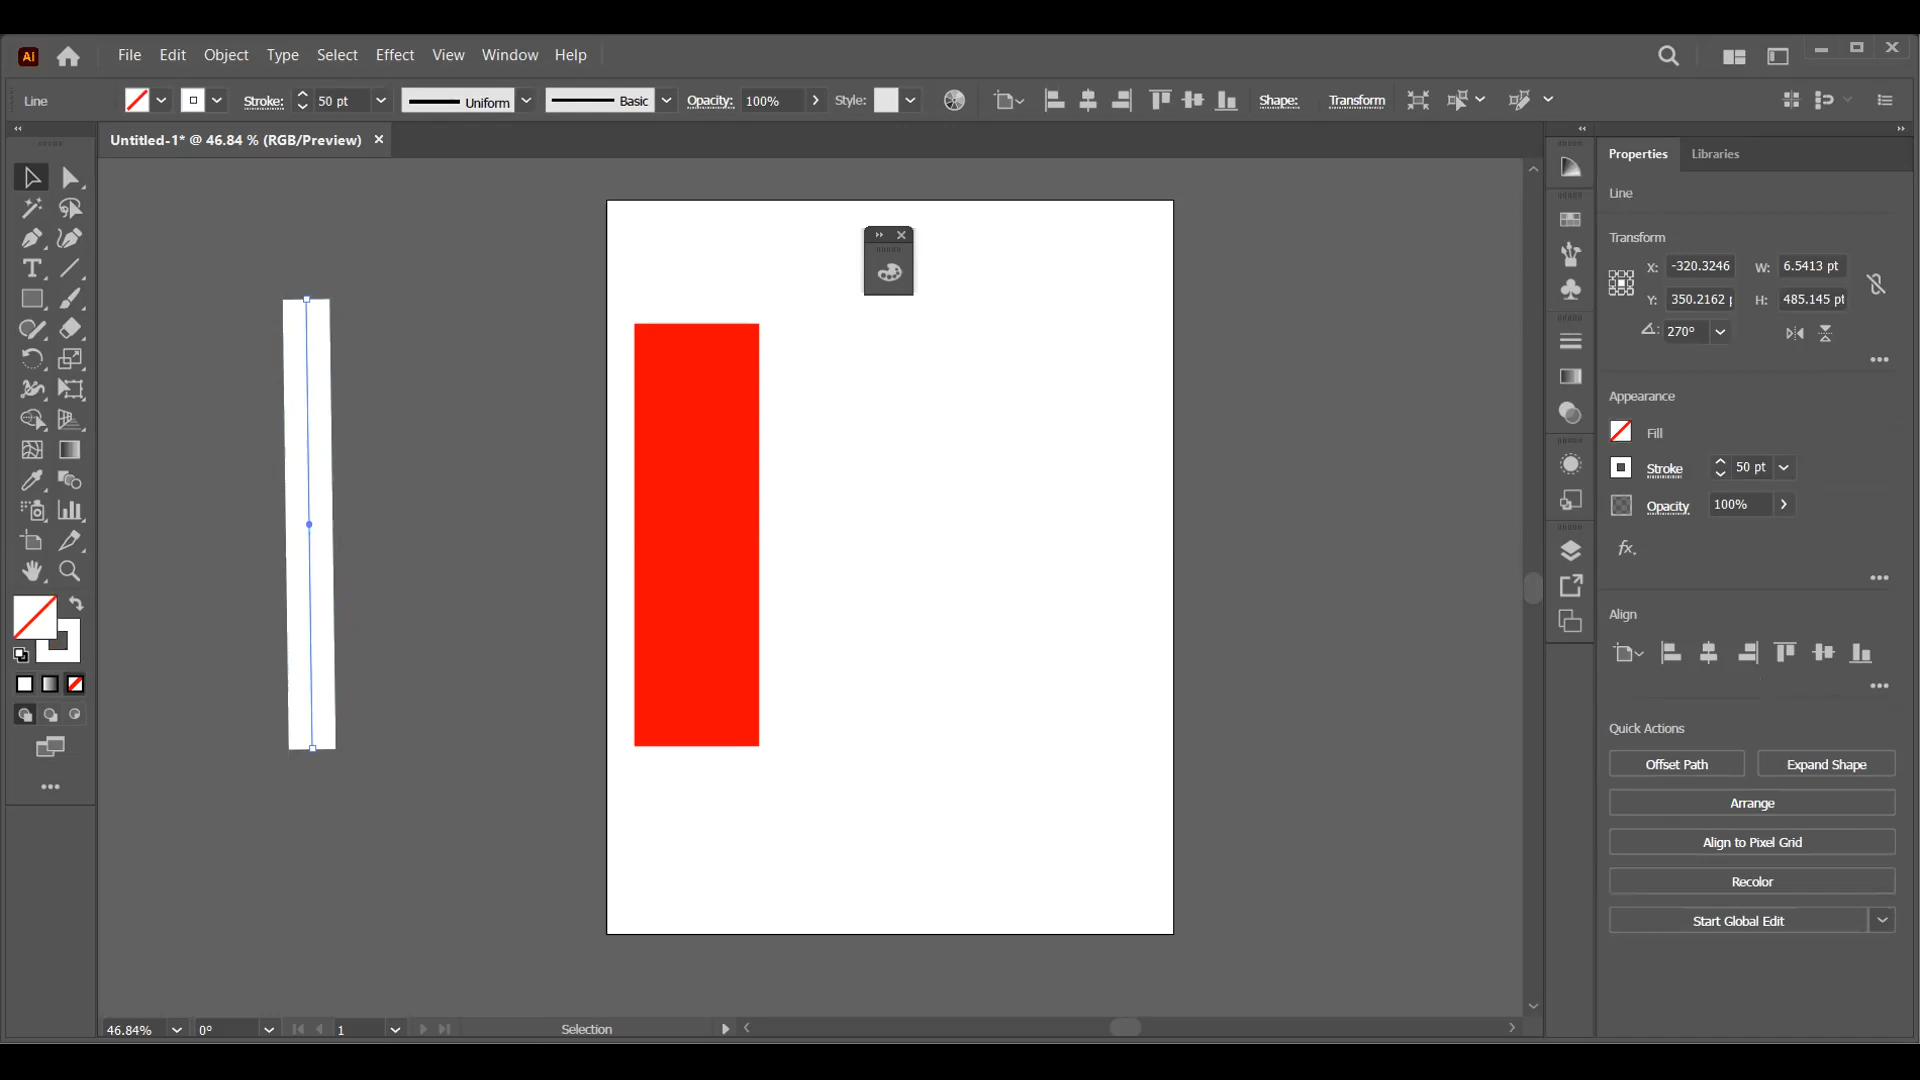 Ai File Edit Object Type Select Effect View Window Help
Line Stroke: 50 pt Uniform Basic Opacity: 100% Style: Shape: Transform
Untitled-1* @ 46.84 % (RGB/Preview)
Properties Libraries
Line
Transform
X: -320.3246 W: 6.5413 pt
Y: 350.2162 H: 485.145 pt
270°
Appearance
Fill
Stroke 50 pt
Opacity 100%
fx.
Align
Quick Actions
Offset Path Expand Shape
Arrange
Align to Pixel Grid
Recolor
Start Global Edit
46.84% 0° 1 Selection